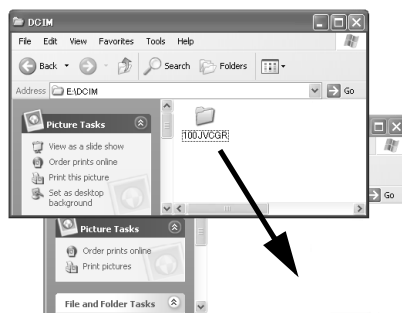 DCIM
File Edit View Favorites Tools Help
Back Search Folders
Address E:\DCIM Go
Picture Tasks
View as a slide show
Order prints online
Print this picture
Set as desktop
background
100JVCGR
Go
Picture Tasks
Order prints online
Print pictures
File and Folder Tasks